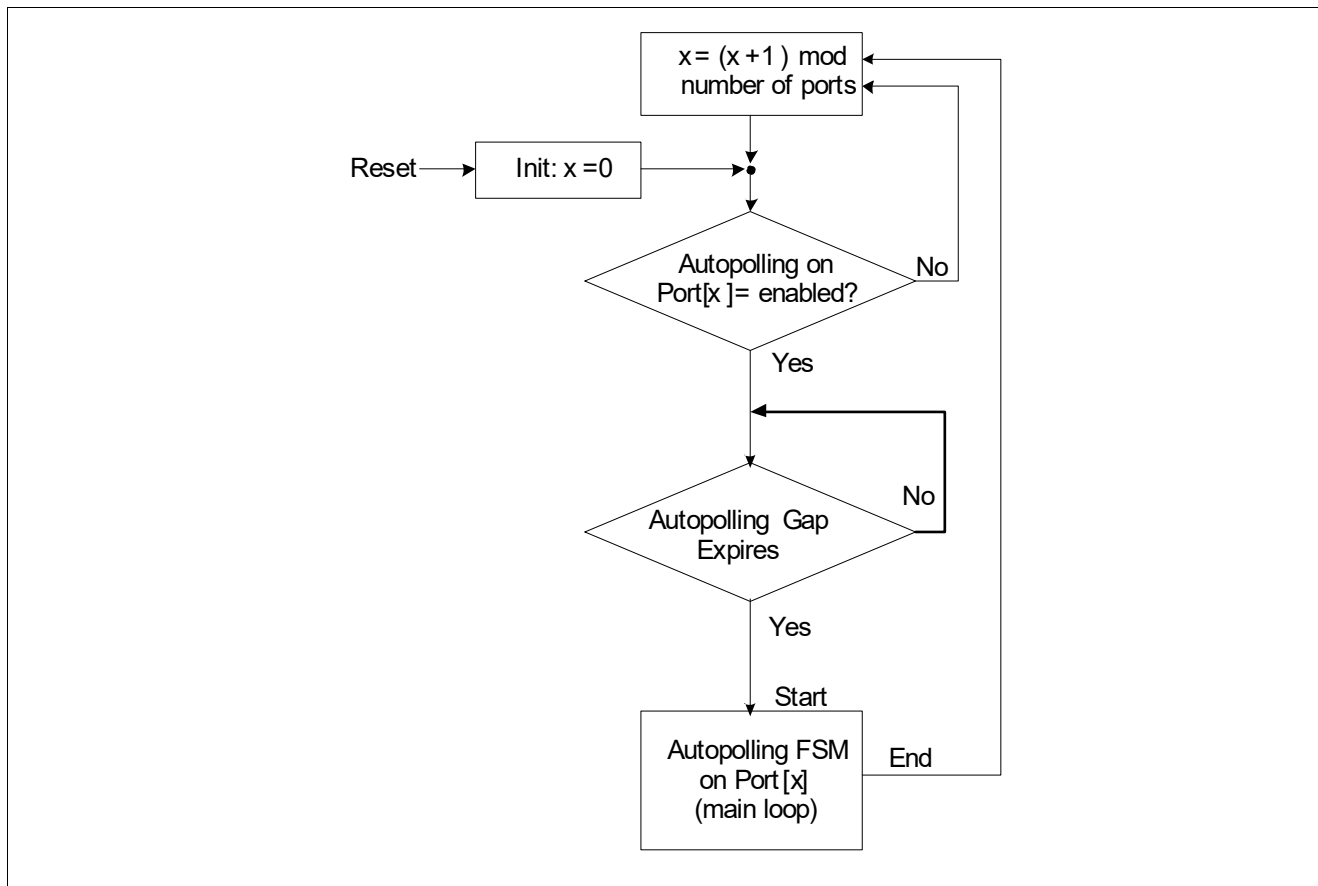 x = (x +1 ) mod
number of ports
Reset
Init: x =0
Autopolling on
Port[x ]= enabled?
No
Yes
No
Autopolling Gap
Expires
Yes
Start
Autopolling FSM
on Port[x]
(main loop)
End